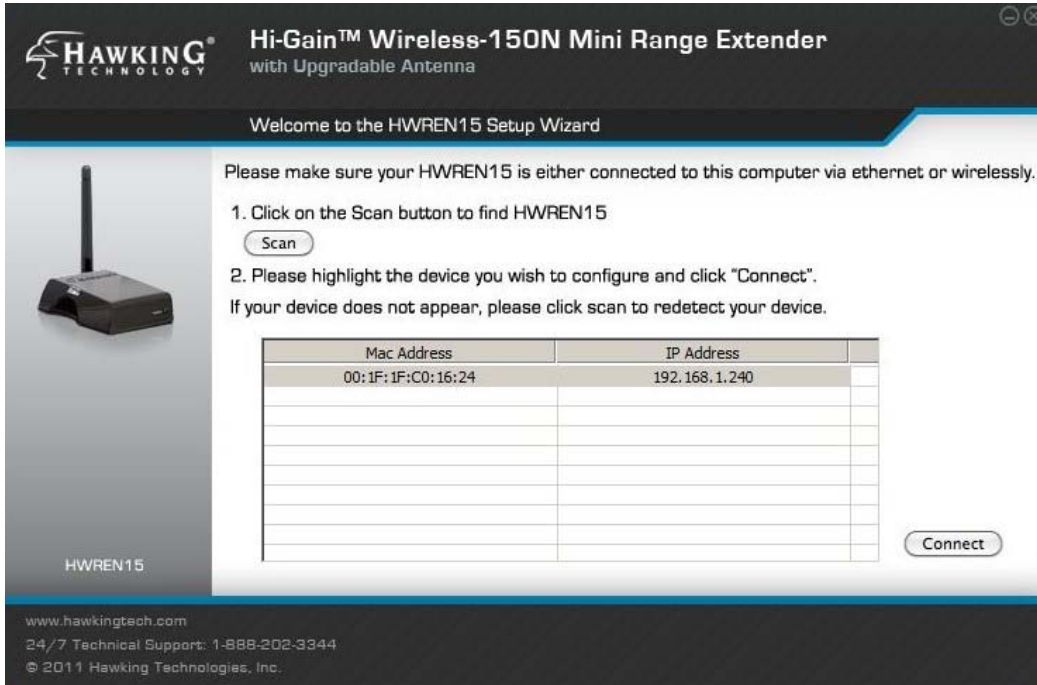 HAWKING®
TECHNOLOGY
Hi-Gain™ Wireless-150N Mini Range Extender
with Upgradable Antenna
Welcome to the HWREN15 Setup Wizard
Please make sure your HWREN15 is either connected to this computer via ethernet or wirelessly.
1. Click on the Scan button to find HWREN15
Scan
2. Please highlight the device you wish to configure and click "Connect".
If your device does not appear, please click scan to redetect your device.
Mac Address IP Address
00:1F:1F:C0:16:24 192.168.1.240
Connect
HWREN15
www.hawkingtech.com
24/7 Technical Support: 1-888-202-3344
© 2011 Hawking Technologies, Inc.